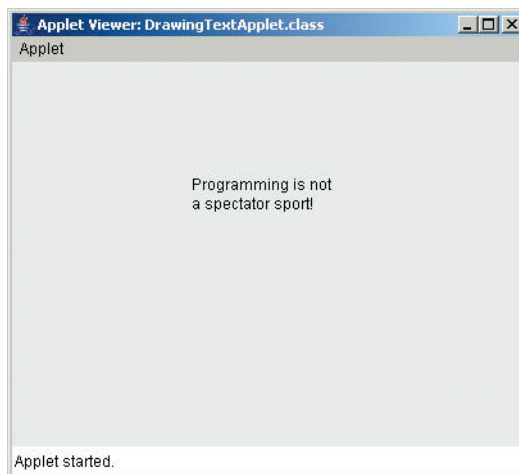 Applet Viewer: DrawingTextApplet.class
Applet
Programming is not
a spectator sport!
Applet started.